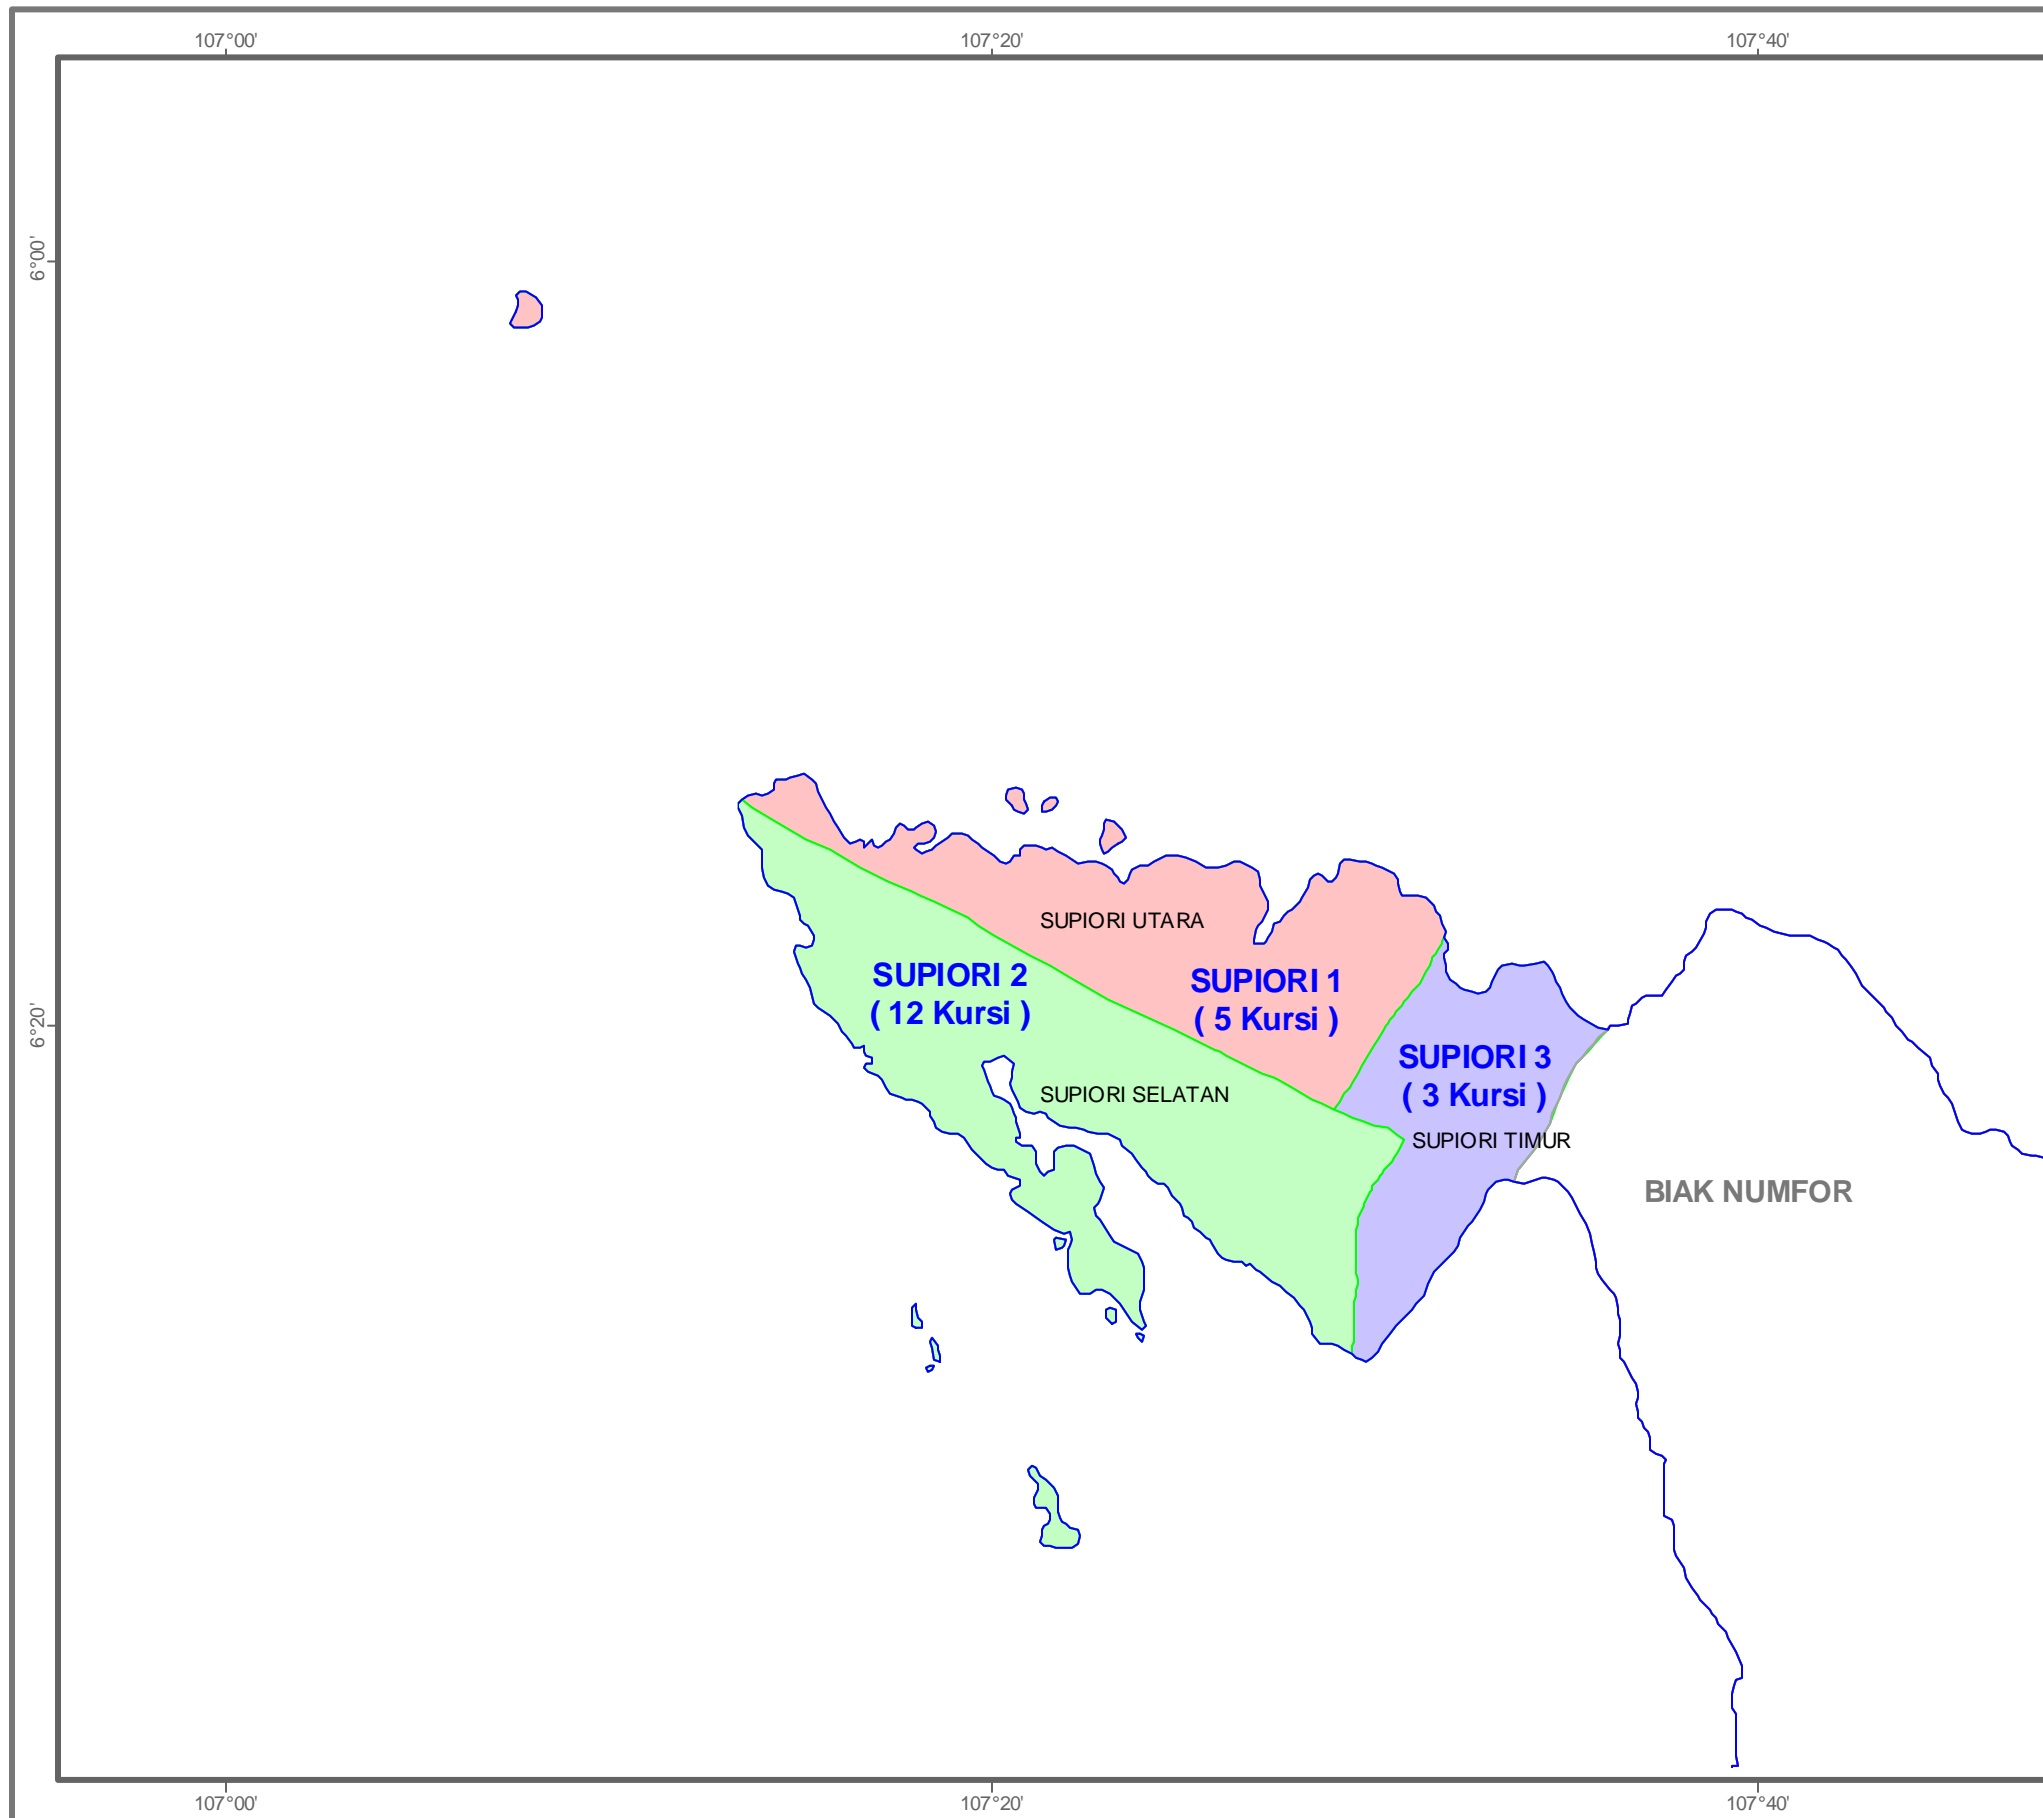 107°00' 107°20' 107°40'
6°00'
SUPIORI UTARA
SUPIORI 2
( 12 Kursi )
SUPIORI 1
( 5 Kursi )
6°20'
SUPIORI 3
( 3 Kursi )
SUPIORI SELATAN
SUPIORI TIMUR
BIAK NUMFOR
107°00' 107°20' 107°40'